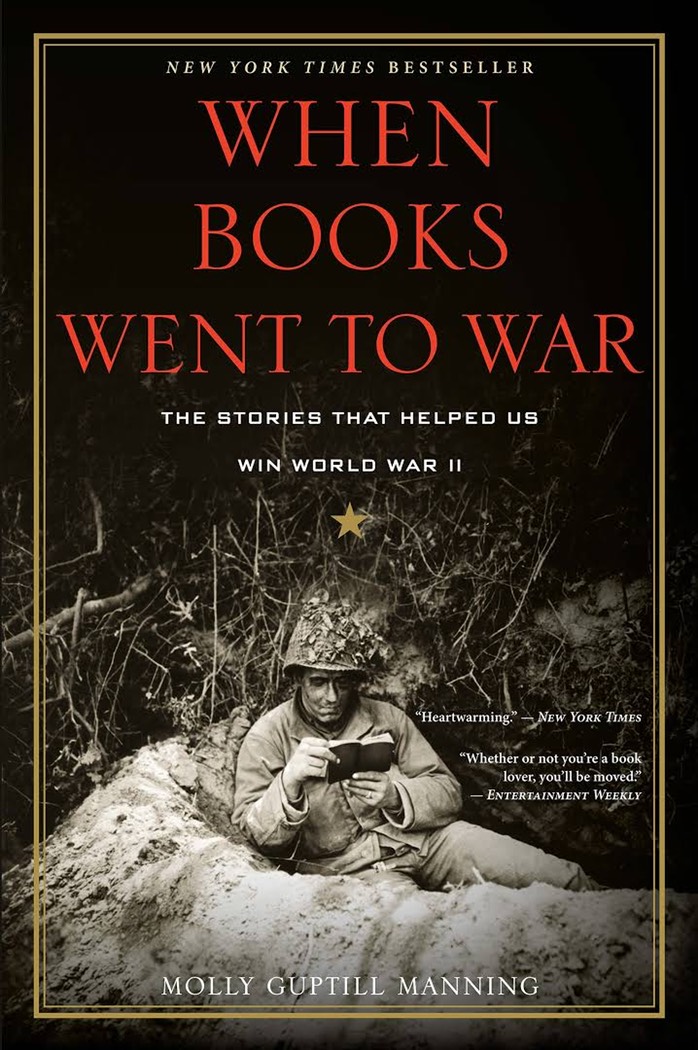 NEW YORK TIMES BESTSELLER
WHEN
BOOKS
WENT TO WAR
THE STORIES THAT HELPED US
WIN WORLD WAR II
“Heartwarming.” — NEW YORK TIMES
“Whether or not you’re a book
lover, you’ll be moved.”
— ENTERTAINMENT WEEKLY
MOLLY GUPTILL MANNING